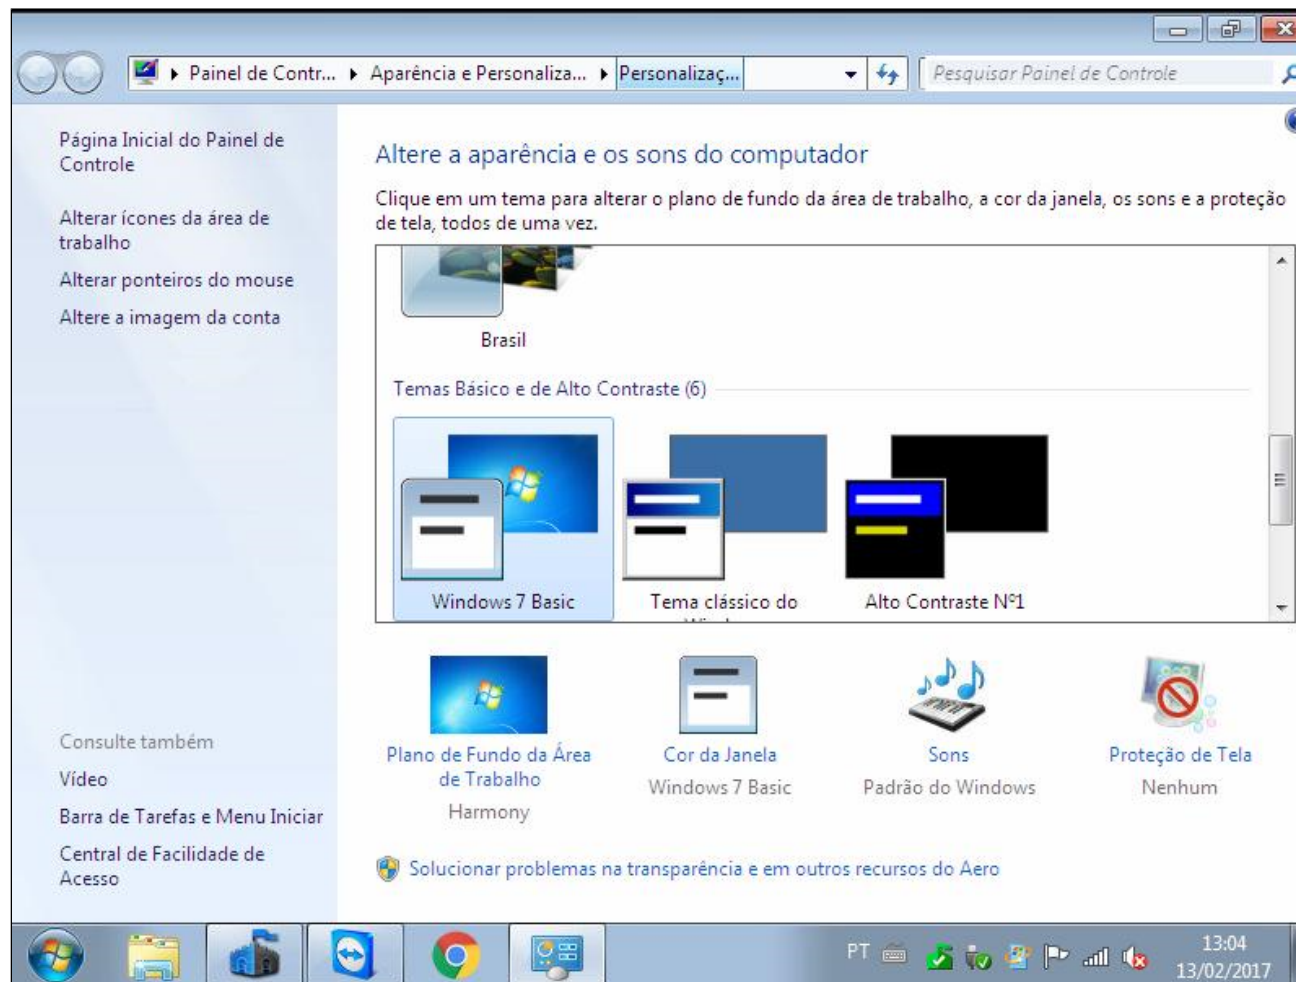 Painel de Contr... Aparência e Personaliza... Personalizaç... Pesquisar Painel de Controle
Página Inicial do Painel de
Controle
Alterar ícones da área de
trabalho
Alterar ponteiros do mouse
Altere a imagem da conta
Altere a aparência e os sons do computador
Clique em um tema para alterar o plano de fundo da área de trabalho, a cor da janela, os sons e a proteção
de tela, todos de uma vez.
Brasil
Temas Básico e de Alto Contraste (6)
Windows 7 Basic
Tema clássico do
Alto Contraste Nº1
Plano de Fundo da Área
de Trabalho
Harmony
Cor da Janela
Windows 7 Basic
Sons
Padrão do Windows
Proteção de Tela
Nenhum
Solucionar problemas na transparência e em outros recursos do Aero
Consulte também
Vídeo
Barra de Tarefas e Menu Iniciar
Central de Facilidade de
Acesso
PT
13:04
13/02/2017